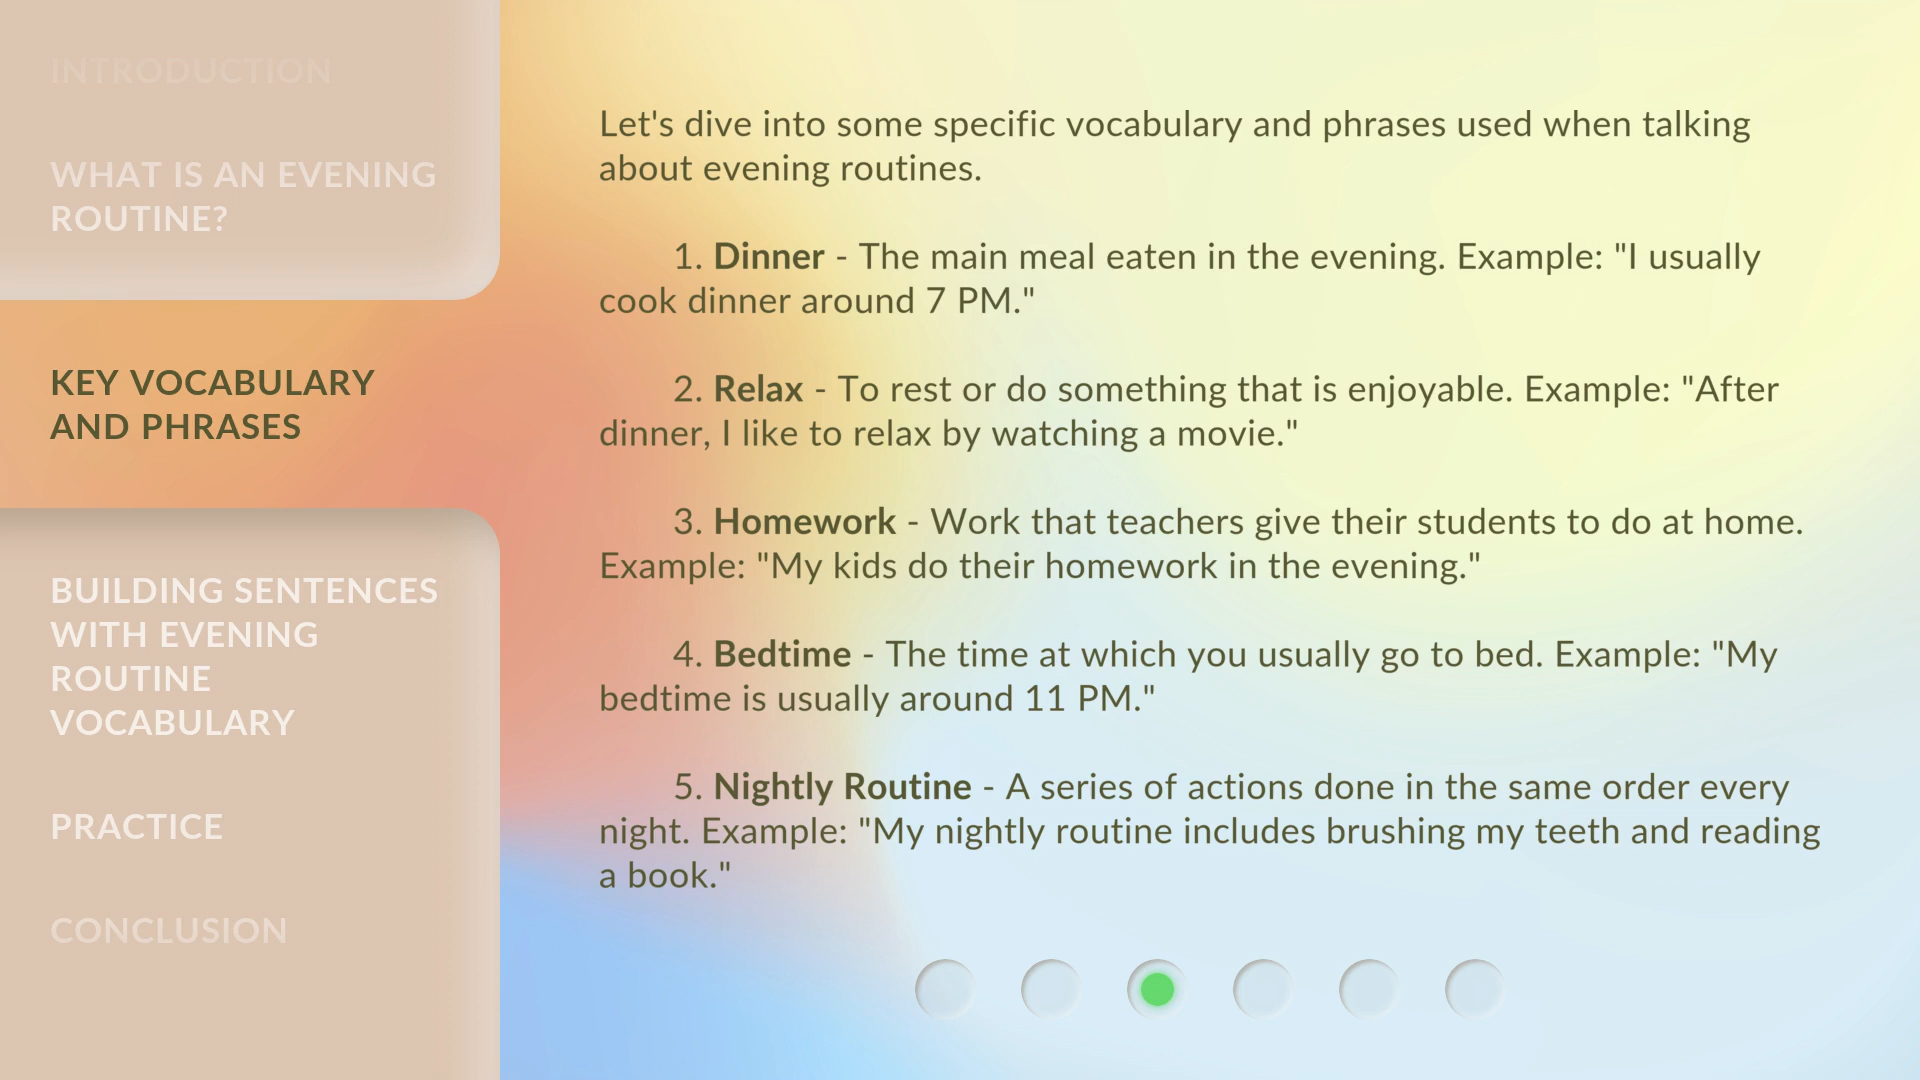 INTRODUCTION
WHAT IS AN EVENING
ROUTINE?
KEY VOCABULARY
AND PHRASES
BUILDING SENTENCES
WITH EVENING
ROUTINE
VOCABULARY
PRACTICE
CONCLUSION
Let's dive into some specific vocabulary and phrases used when talking
about evening routines.
1. Dinner - The main meal eaten in the evening. Example: "I usually
cook dinner around 7 PM."
2. Relax - To rest or do something that is enjoyable. Example: "After
dinner, I like to relax by watching a movie."
3. Homework - Work that teachers give their students to do at home.
Example: "My kids do their homework in the evening."
4. Bedtime - The time at which you usually go to bed. Example: "My
bedtime is usually around 11 PM."
5. Nightly Routine - A series of actions done in the same order every
night. Example: "My nightly routine includes brushing my teeth and reading
a book."